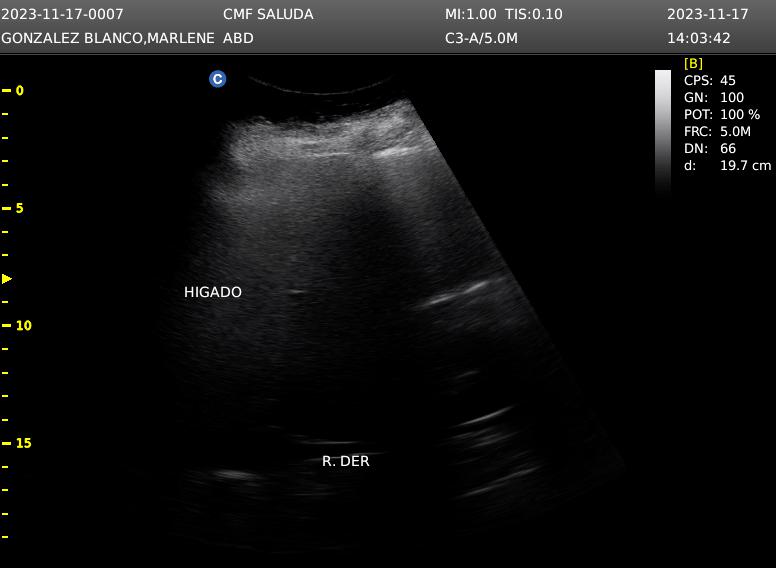 2023-11-17-0007 CMF SALUDA MI:1.00 TIS:0.10 2023-11-17
GONZALEZ BLANCO,MARLENE ABD C3-A/5.0M 14:03:42
C
[B]
CPS: 45
GN: 100
POT: 100 %
FRC: 5.0M
DN: 66
d: 19.7 cm
0
5
HIGADO
10
15
R. DER